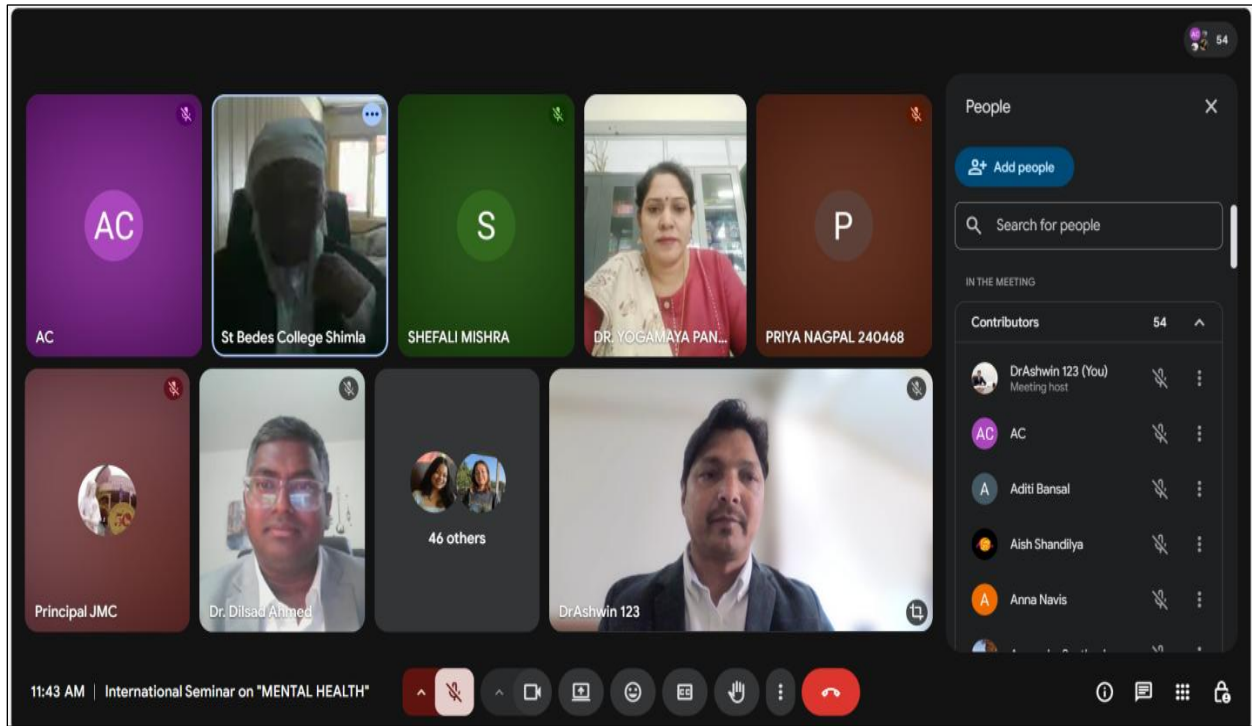 54
AC
AC
St Bedes College Shimla
S
SHEFALI MISHRA
DR. YOGAMAYA PAN...
P
PRIYA NAGPAL 240468
Principal JMC
Dr. Dilsad Ahmed
46 others
DrAshwin 123
People
Add people
Search for people
IN THE MEETING
Contributors 54
DrAshwin 123 (You)
Meeting host
AC AC
A Aditi Bansal
Aish Shandilya
A Anna Navis
11:43 AM | International Seminar on "MENTAL HEALTH"
CC